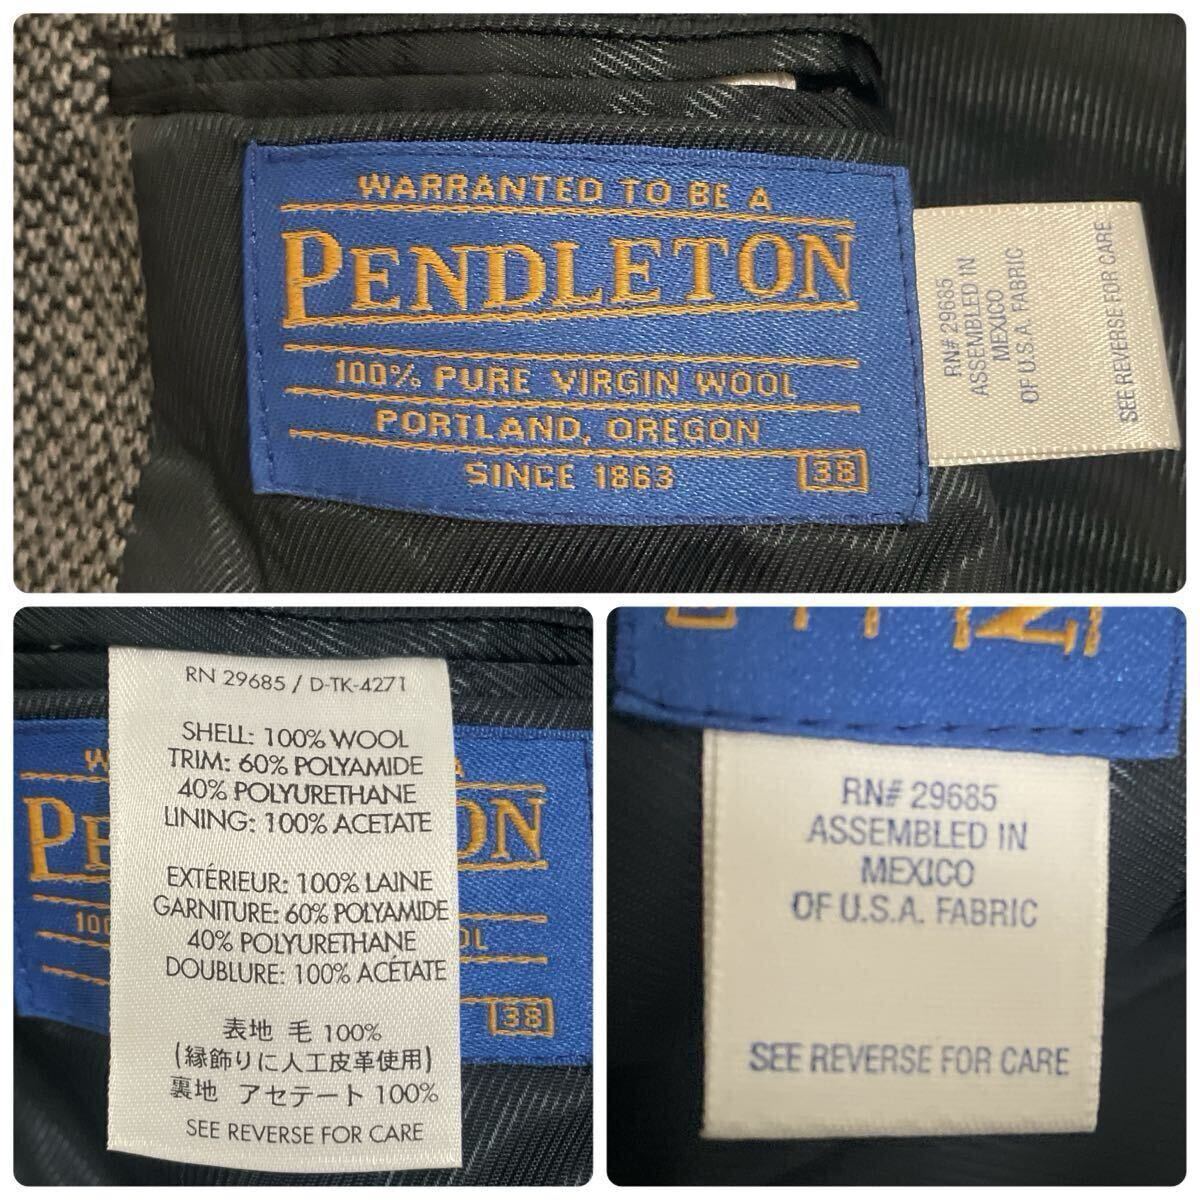 WARRANTED TO BE A
PENDLETON
100% PURE VIRGIN WOOL
PORTLAND, OREGON
SINCE 1863
38
RN# 29685
ASSEMBLED IN
MEXICO
OF U.S.A. FABRIC
SEE REVERSE FOR CARE
RN 29685 / D-TK-4271
SHELL: 100% WOOL
TRIM: 60% POLYAMIDE
40% POLYURETHANE
LINING: 100% ACETATE
EXTÉRIEUR: 100% LAINE
GARNITURE: 60% POLYAMIDE
40% POLYURETHANE
DOUBLURE: 100% ACÉTATE
表地 毛 100%
(縁飾りに人工皮革使用)
裏地 アセテート 100%
SEE REVERSE FOR CARE
38
RN# 29685
ASSEMBLED IN
MEXICO
OF U.S.A. FABRIC
SEE REVERSE FOR CARE